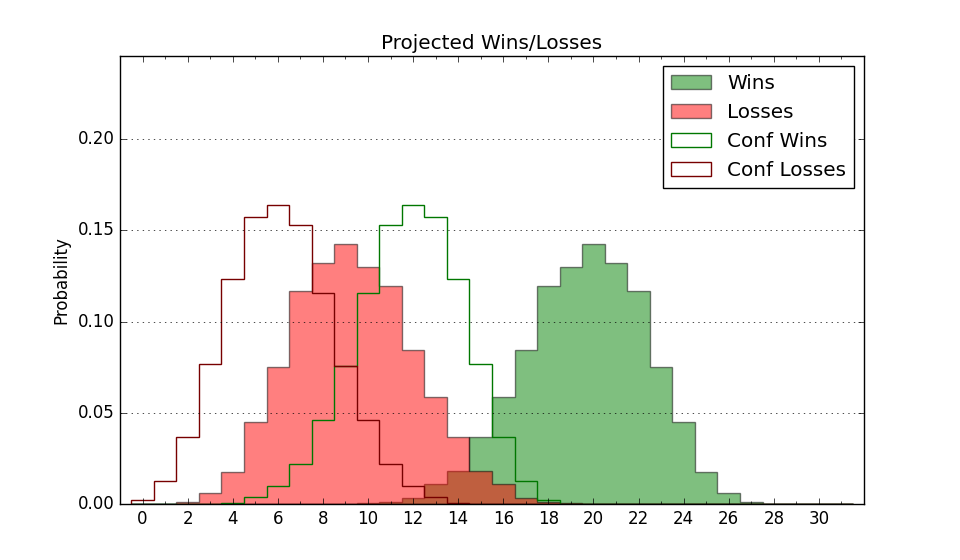 Projected Wins/Losses
Wins
Losses
Conf Wins
Conf Losses
Probability
0.20
0.15
0.10
0.05
0.00
0 2 4 6 8 10 12 14 16 18 20 22 24 26 28 30